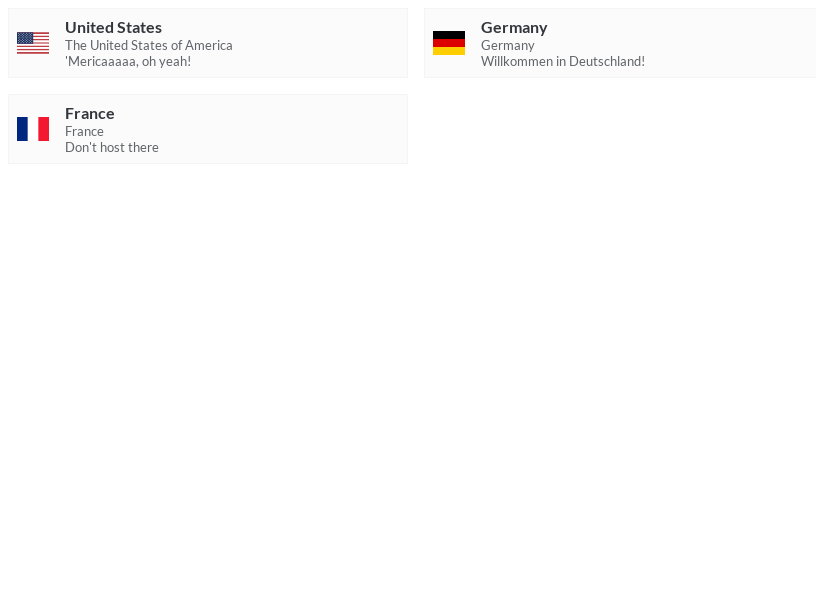 United States
The United States of America
'Mericaaaaa, oh yeah!
Germany
Germany
Willkommen in Deutschland!
France
France
Don't host there